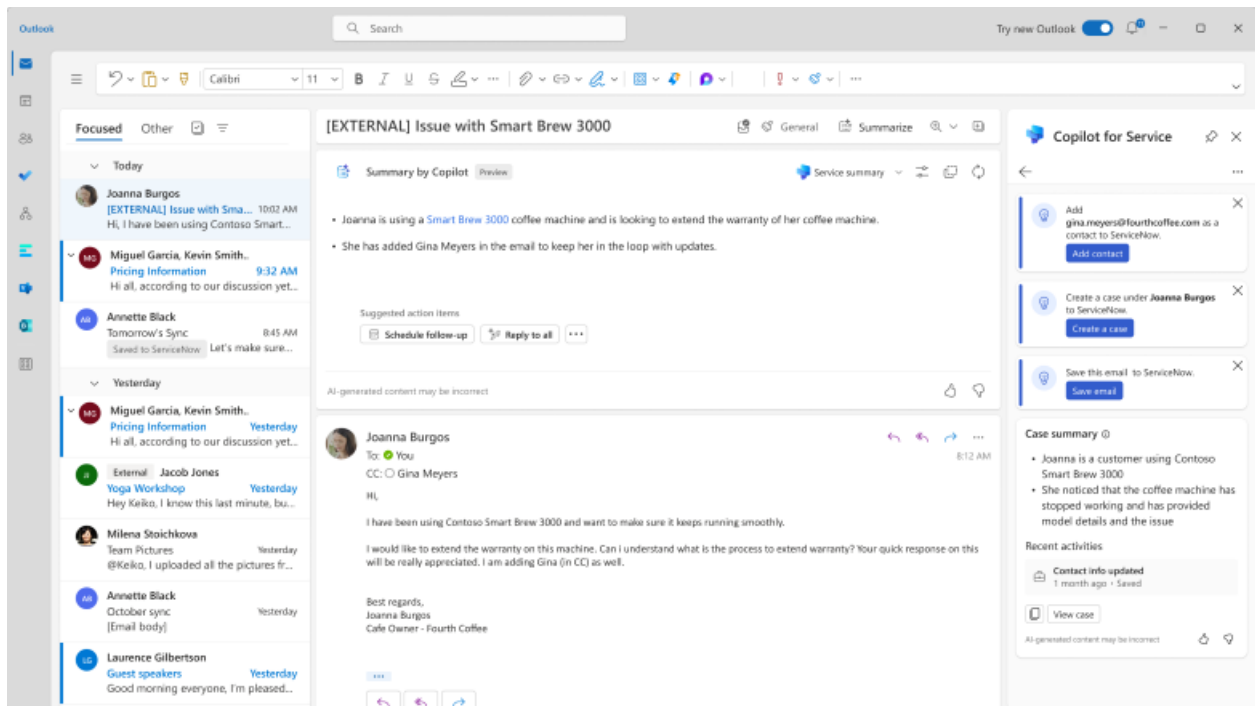 Outlook
Search
Try new Outlook
Calibri
11
Focused
Other
Today
Joanna Burgos
[EXTERNAL] Issue with Sma... 10:02 AM
Hi, I have been using Contoso Smart...
MG
Miguel Garcia, Kevin Smith..
Pricing Information 9:32 AM
Hi all, according to our discussion yet...
AB
Annette Black
Tomorrow's Sync 8:45 AM
Saved to ServiceNow Let's make sure...
Yesterday
MG
Miguel Garcia, Kevin Smith..
Pricing Information Yesterday
Hi all, according to our discussion yet...
External Jacob Jones
Yoga Workshop Yesterday
Hey Keiko, I know this last minute, bu...
Milena Stoichkova
Team Pictures Yesterday
@Keiko, I uploaded all the pictures fr...
AB
Annette Black
October sync Yesterday
[Email body]
LG
Laurence Gilbertson
Guest speakers Yesterday
Good morning everyone, I'm pleased...
[EXTERNAL] Issue with Smart Brew 3000
General
Summarize
Summary by Copilot Preview
Service summary
• Joanna is using a Smart Brew 3000 coffee machine and is looking to extend the warranty of her coffee machine.
• She has added Gina Meyers in the email to keep her in the loop with updates.
Suggested action items
Schedule follow-up
Reply to all
AI-generated content may be incorrect
Joanna Burgos
To: You
8:12 AM
CC: Gina Meyers
Hi,
I have been using Contoso Smart Brew 3000 and want to make sure it keeps running smoothly.
I would like to extend the warranty on this machine. Can i understand what is the process to extend warranty? Your quick response on this
will be really appreciated. I am adding Gina (in CC) as well.
Best regards,
Joanna Burgos
Cafe Owner - Fourth Coffee
Copilot for Service
Add
gina.meyers@fourthcoffee.com as a
contact to ServiceNow.
Add contact
Create a case under Joanna Burgos
to ServiceNow.
Create a case
Save this email to ServiceNow.
Save email
Case summary
• Joanna is a customer using Contoso
Smart Brew 3000
• She noticed that the coffee machine has
stopped working and has provided
model details and the issue
Recent activities
Contact info updated
1 month ago • Saved
View case
AI-generated content may be incorrect